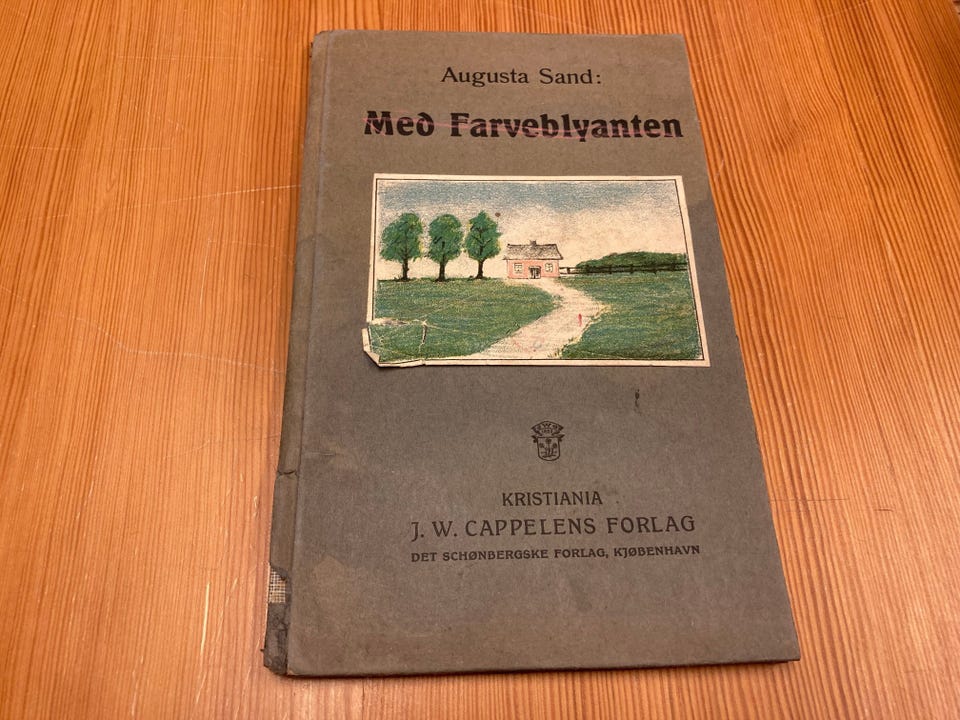 Augusta Sand:
Med Farveblyanten
KRISTIANIA
J. W. CAPPELENS FORLAG
DET SCHØNBERGSKE FORLAG, KJØBENHAVN